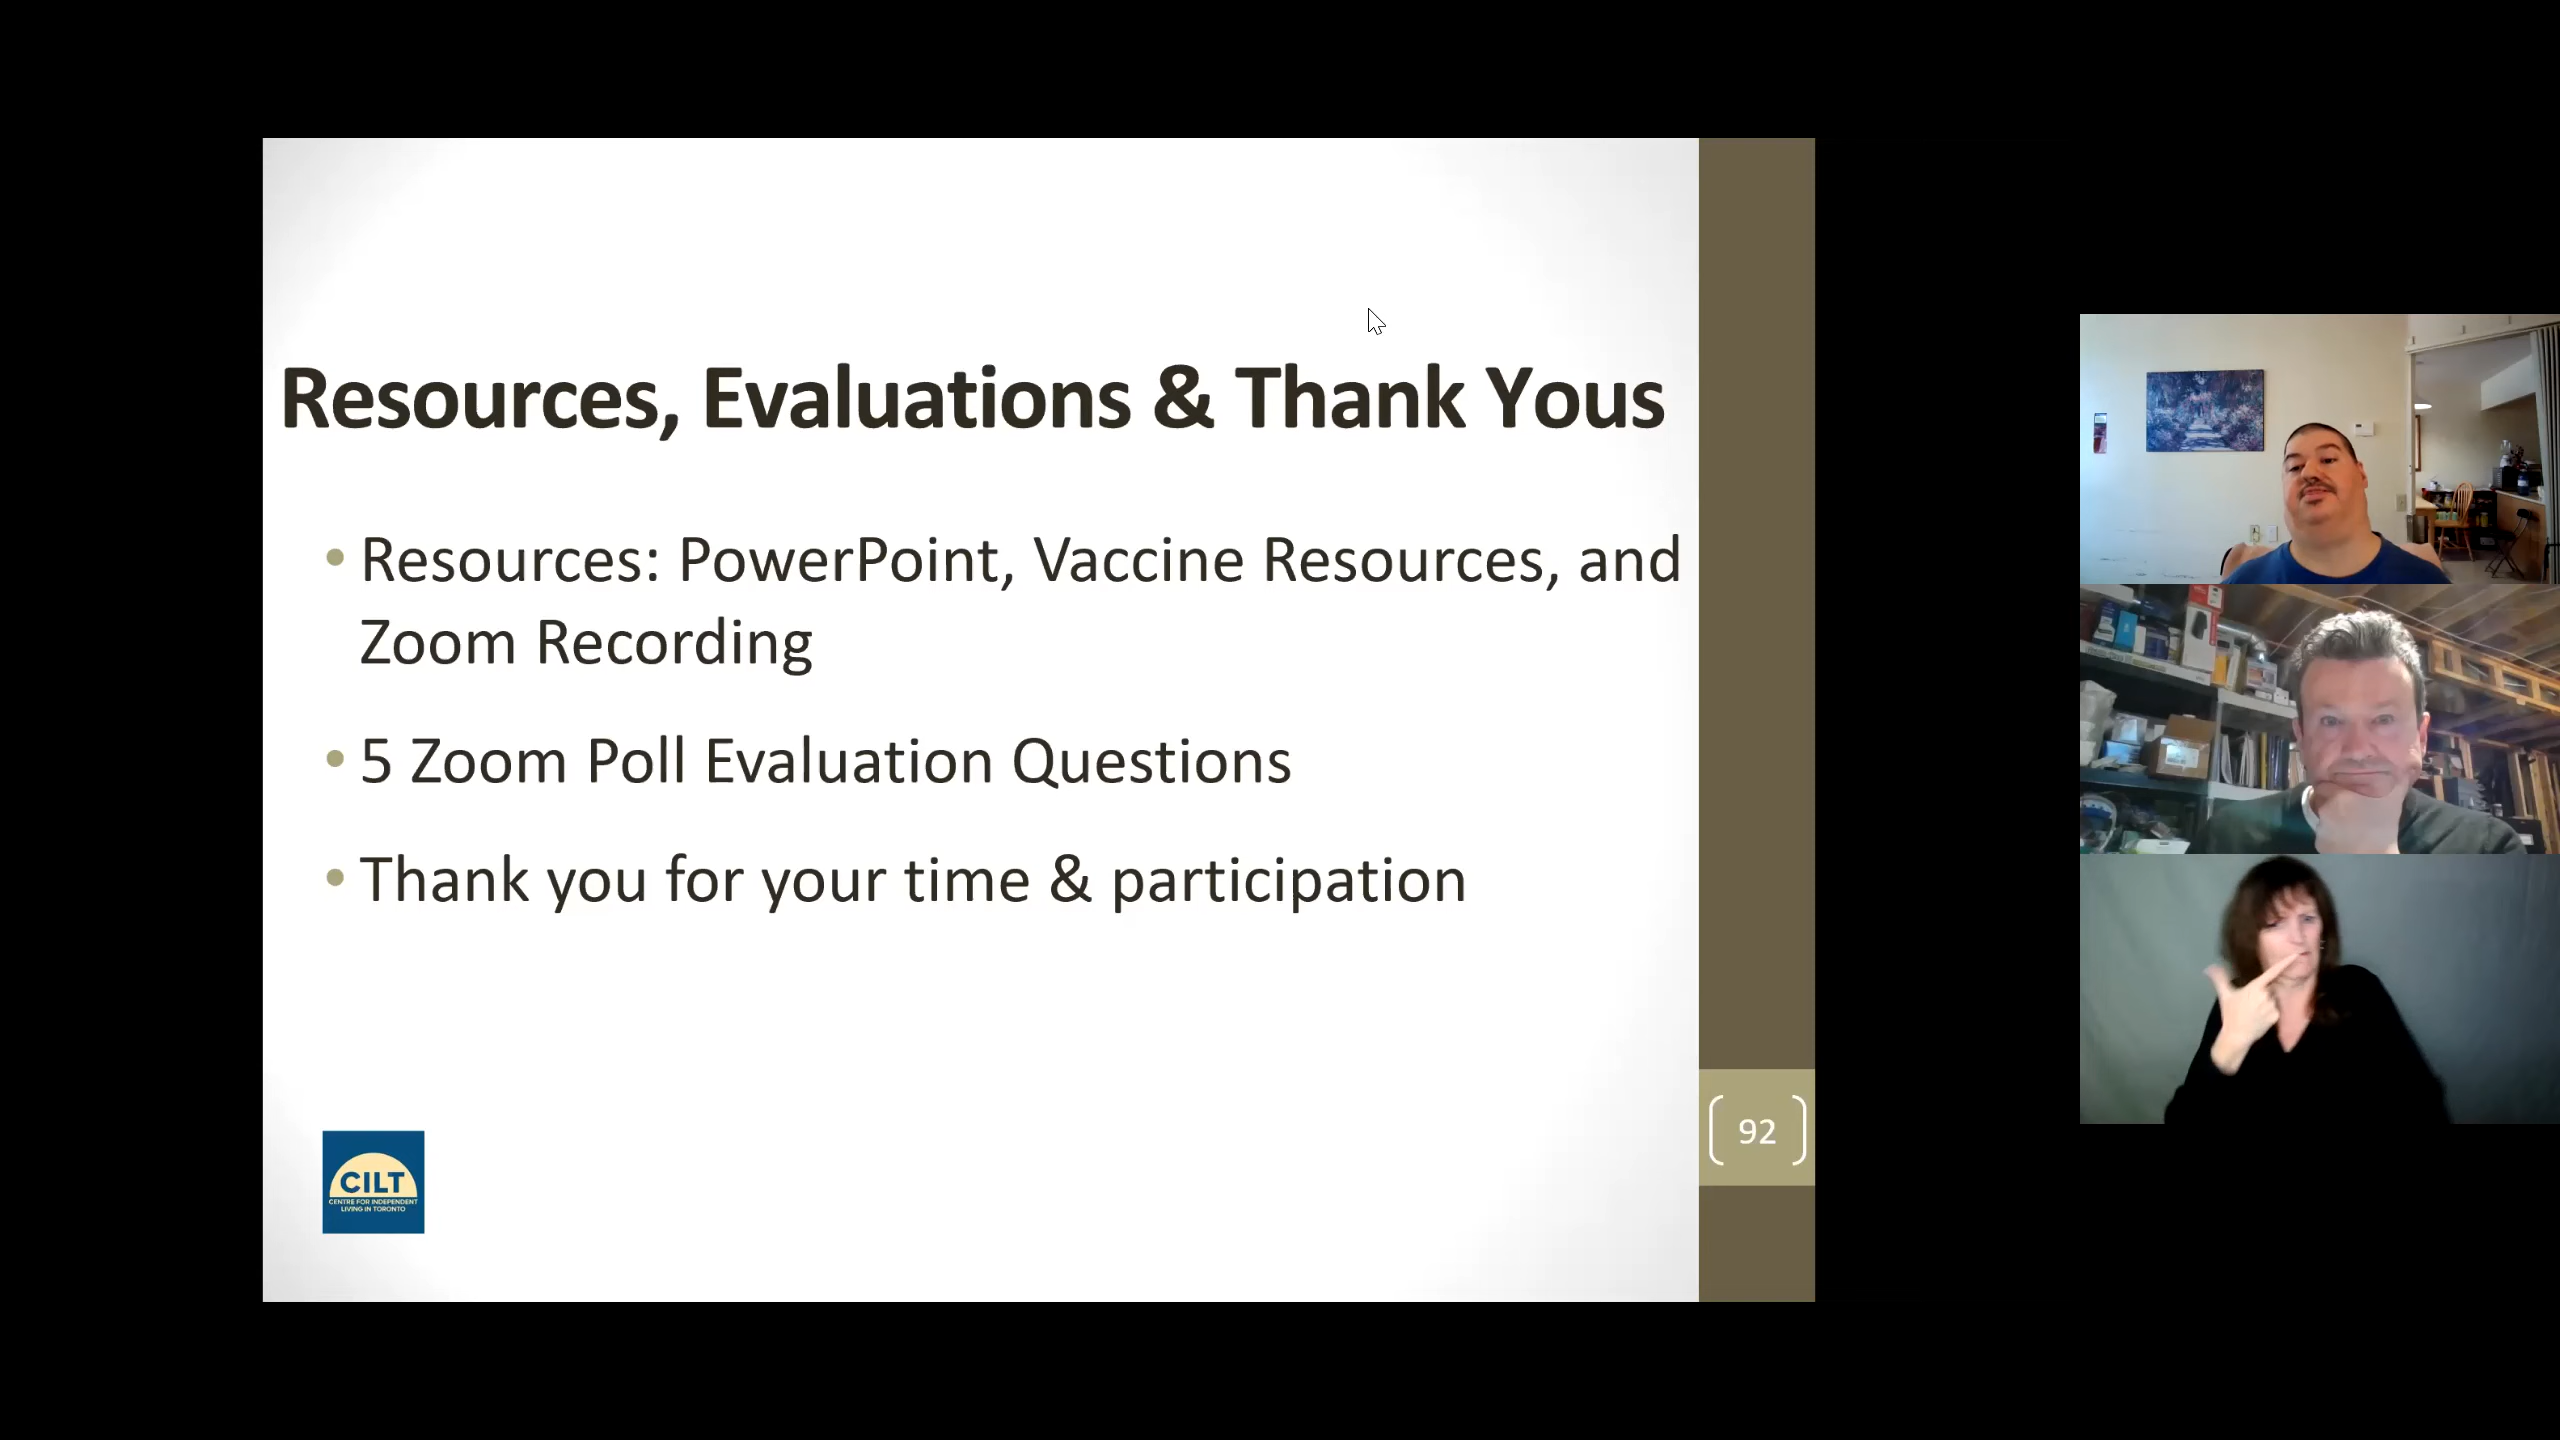 Resources, Evaluations & Thank Yous
• Resources: PowerPoint, Vaccine Resources, and
Zoom Recording
• 5 Zoom Poll Evaluation Questions
• Thank you for your time & participation
92
CILT
CENTRE FOR INDEPENDENT
LIVING IN TORONTO